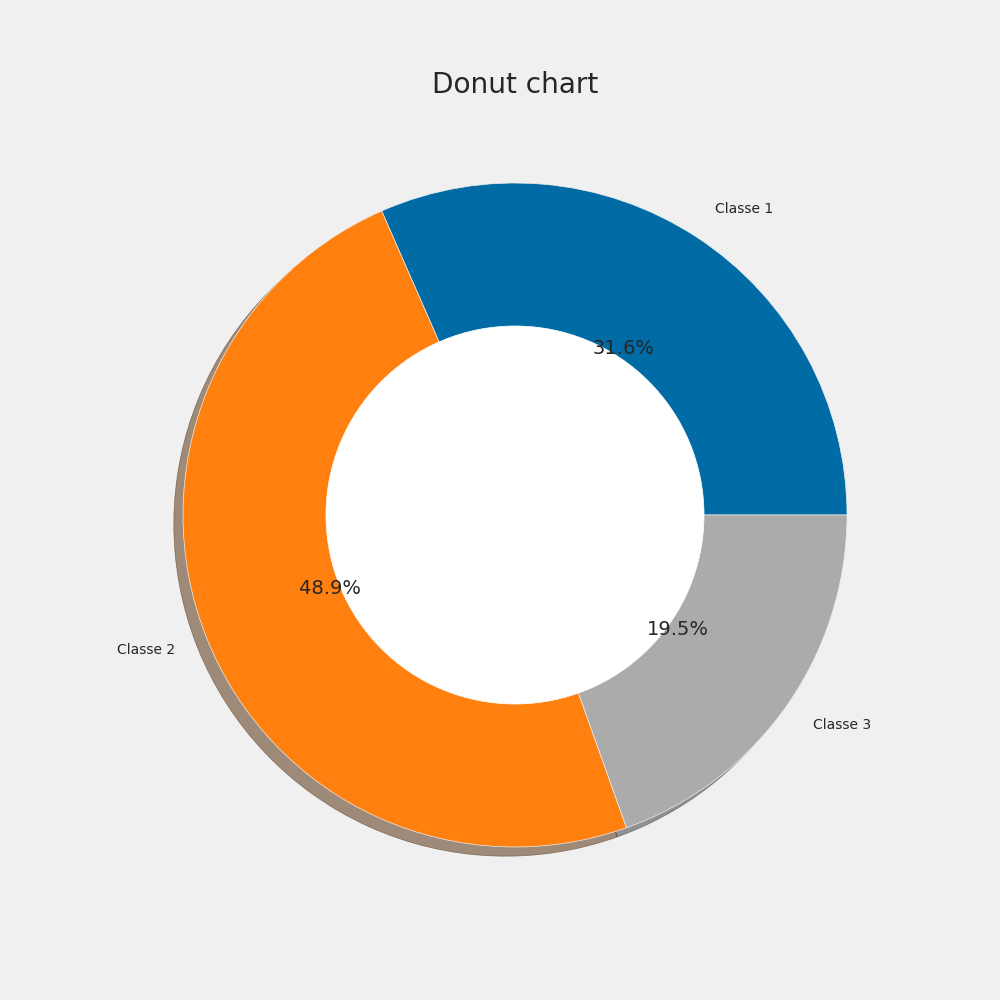 Donut chart
Classe 1
31.6%
48.9%
19.5%
Classe 2
Classe 3